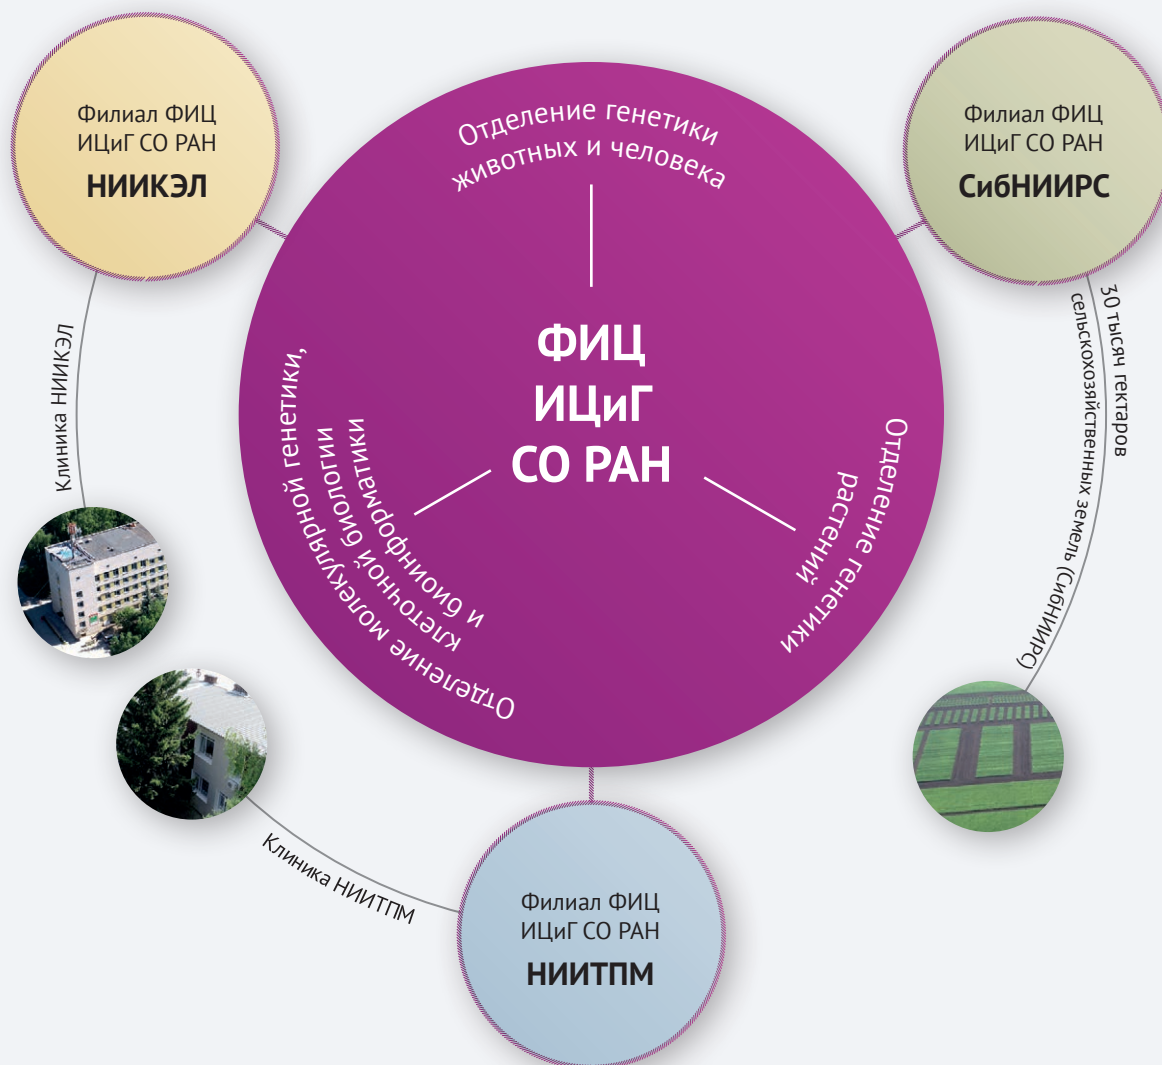 Филиал ФИЦ
ИЦиГ СО РАН
НИИКЭЛ
Филиал ФИЦ
ИЦиГ СО РАН
СибНИИРС
Отделение генетики
животных и человека
ФИЦ
ИЦиГ
СО РАН
Отделение молекулярной генетики,
клеточной биологии
и биоинформатики
Отделение генетики
растений
Клиника НИИКЭЛ
30 тысяч гектаров
сельскохозяйственных земель (СибНИИРС)
Клиника НИИТПМ
Филиал ФИЦ
ИЦиГ СО РАН
НИИТПМ